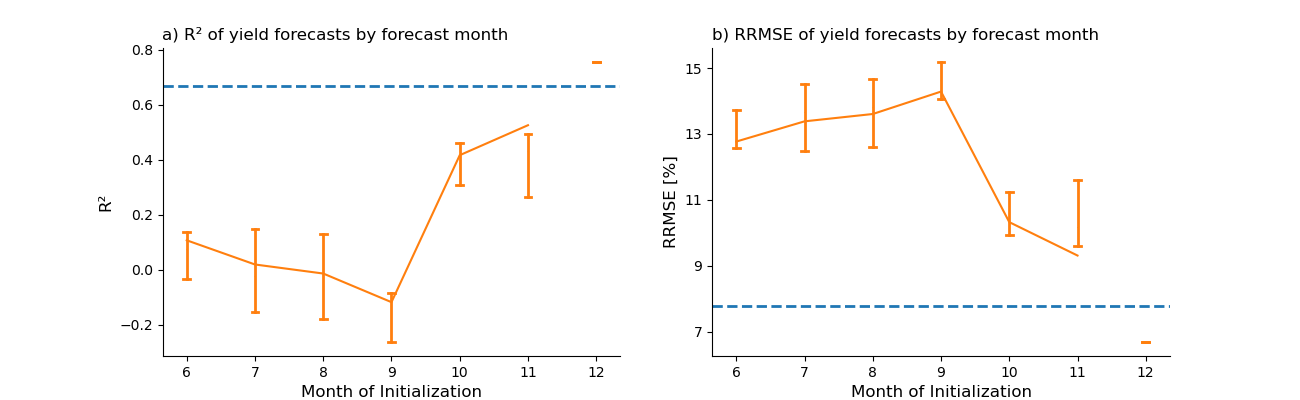 a) R² of yield forecasts by forecast month
0.8
0.6
0.4
0.2
0.0
−0.2
R²
6 7 8 9 10 11 12
Month of Initialization
b) RRMSE of yield forecasts by forecast month
15
13
11
9
7
RRMSE [%]
6 7 8 9 10 11 12
Month of Initialization